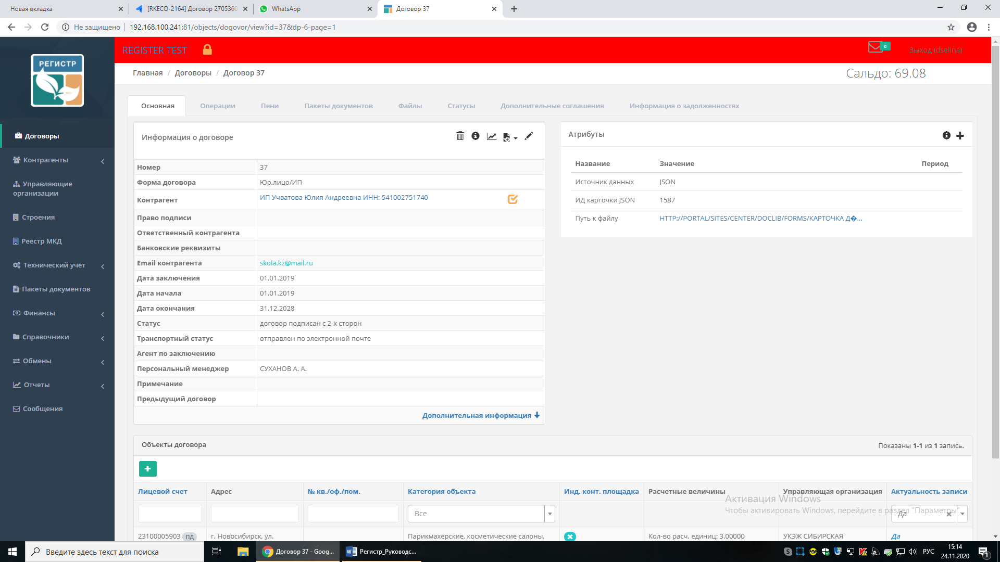 Новая вкладка
[RKECO-2164] Договор 2705360
WhatsApp
Договор 37
Не защищено
192.168.100.241:81/objects/dogovor/view?id=37&dp-6-page=1
РЕГИСТР
REGISTER TEST
0
Выход (dselina)
Главная / Договоры / Договор 37
Сальдо: 69.08
Основная
Операции
Пени
Пакеты документов
Файлы
Статусы
Дополнительные соглашения
Информация о задолженностях
Договоры
Контрагенты
Управляющие
организации
Строения
Реестр МКД
Технический учет
Пакеты документов
Финансы
Справочники
Обмены
Отчеты
Сообщения
Информация о договоре
Номер 37
Форма договора Юр.лицо/ИП
Контрагент ИП Учватова Юлия Андреевна ИНН: 541002751740
Право подписи
Ответственный контрагента
Банковские реквизиты
Email контрагента skola.kz@mail.ru
Дата заключения 01.01.2019
Дата начала 01.01.2019
Дата окончания 31.12.2028
Статус договор подписан с 2-х сторон
Транспортный статус отправлен по электронной почте
Агент по заключению
Персональный менеджер СУХАНОВ А. А.
Примечание
Предыдущий договор
Дополнительная информация
Атрибуты
Название Значение Период
Источник данных JSON
ИД карточки JSON 1587
Путь к файлу HTTP://PORTAL/SITES/CENTER/DOCLIB/FORMS/КАРТОЧКА Д�...
Объекты договора
Показаны 1-1 из 1 запись.
Лицевой счет Адрес № кв./оф./пом. Категория объекта Инд. конт. площадка Расчетные величины Управляющая организация Актуальность записи
Все
Да
Активация Windows
Чтобы активировать Windows, перейдите в раздел "Параметры".
23100005903 ПД г. Новосибирск, ул. Парикмахерские, косметические салоны, Кол-во расч. единиц: 3.00000 УКЭЖ СИБИРСКАЯ Да
Введите здесь текст для поиска
Договор 37 - Goog...
Регистр_Руководс...
РУС
15:14
24.11.2020
1